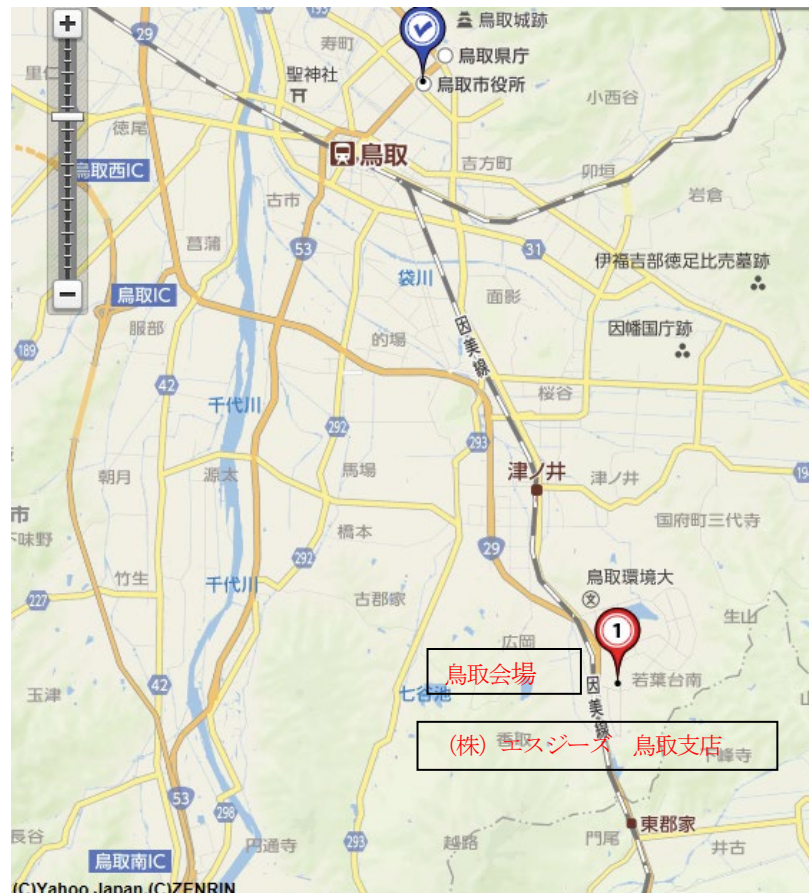 29
寿町
鳥取城跡
鳥取県庁
鳥取市役所
里仁
聖神社
小西谷
徳尾
鳥取
鳥取西IC
吉方町
卯垣
古市
岩倉
菖蒲
53
31
袋川
伊福吉部徳足比売墓跡
鳥取IC
面影
服部
因幡国庁跡
的場
因美線
189
42
桜谷
千代川
292
293
馬場
津ノ井
津ノ井
朝月
源太
194
市
国府町三代寺
下味野
橋本
29
292
竹生
千代川
鳥取環境大
227
古郡家
生山
広岡
1
鳥取会場
若葉台南
玉津
42
七谷池
因美線
香取
(株) エスジーズ 鳥取支店
下峰寺
53
298
東郡家
長谷
円通寺
293
越路
門尾
井古
鳥取南IC
(C)Yahoo Japan,(C)ZENRIN